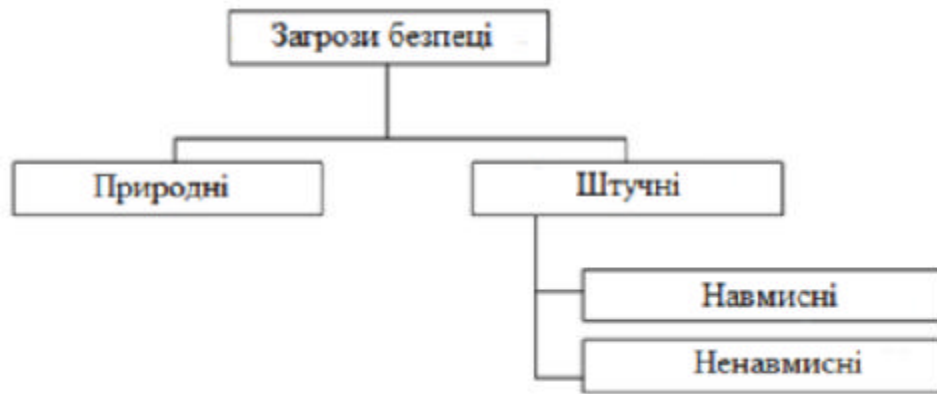 Загрози безпеці
Природні
Штучні
Навмисні
Ненавмисні